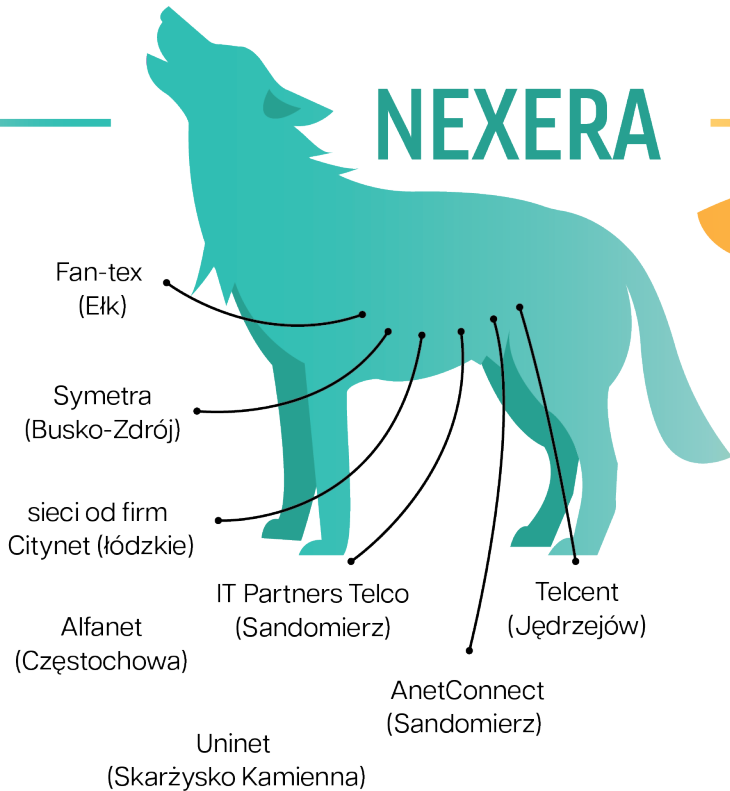 NEXERA
Fan-tex
(Ełk)
Symetra
(Busko-Zdrój)
sieci od firm
Citynet (łódzkie)
IT Partners Telco
(Sandomierz)
Telcent
(Jędrzejów)
Alfanet
(Częstochowa)
AnetConnect
(Sandomierz)
Uninet
(Skarżysko Kamienna)